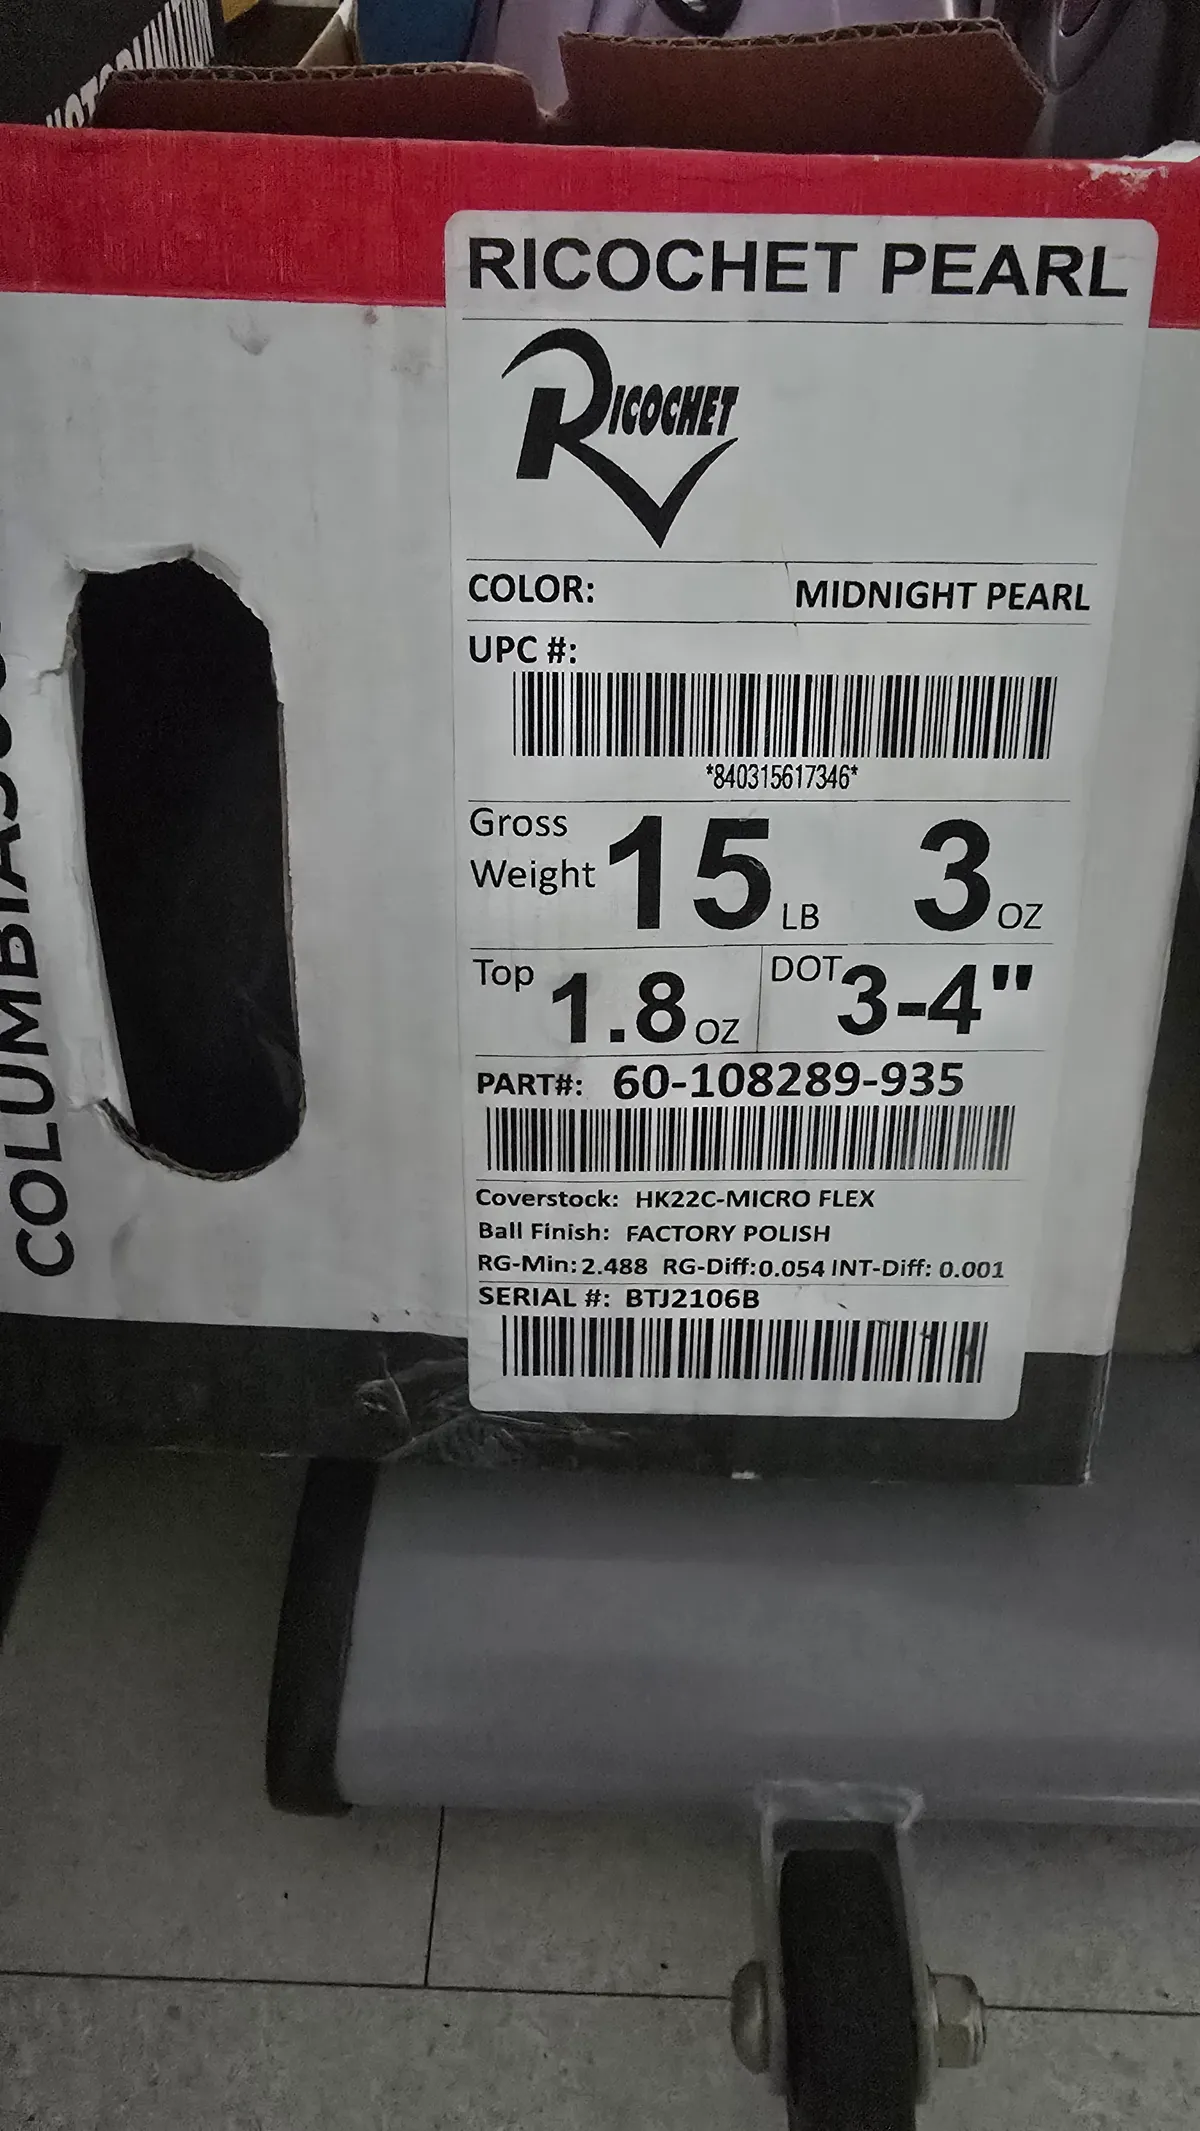 RICOCHET PEARL
RICOCHET
COLOR: MIDNIGHT PEARL
UPC #:
*840315617346*
Gross Weight 15 LB 3 OZ
Top 1.8 OZ DOT 3-4"
PART#: 60-108289-935
Coverstock: HK22C-MICRO FLEX
Ball Finish: FACTORY POLISH
RG-Min: 2.488 RG-Diff: 0.054 INT-Diff: 0.001
SERIAL #: BTJ2106B